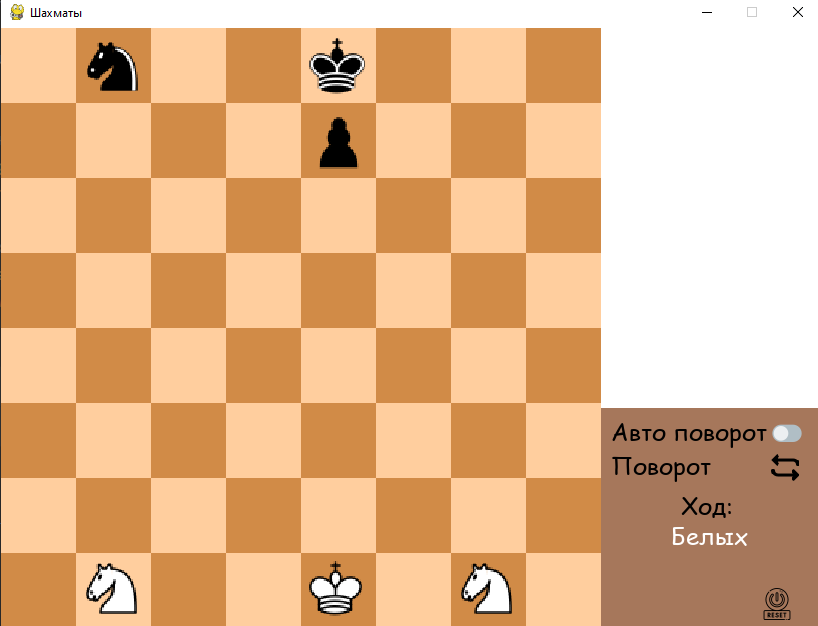 Шахматы
Авто поворот
Поворот
Ход:
Белых
RESET